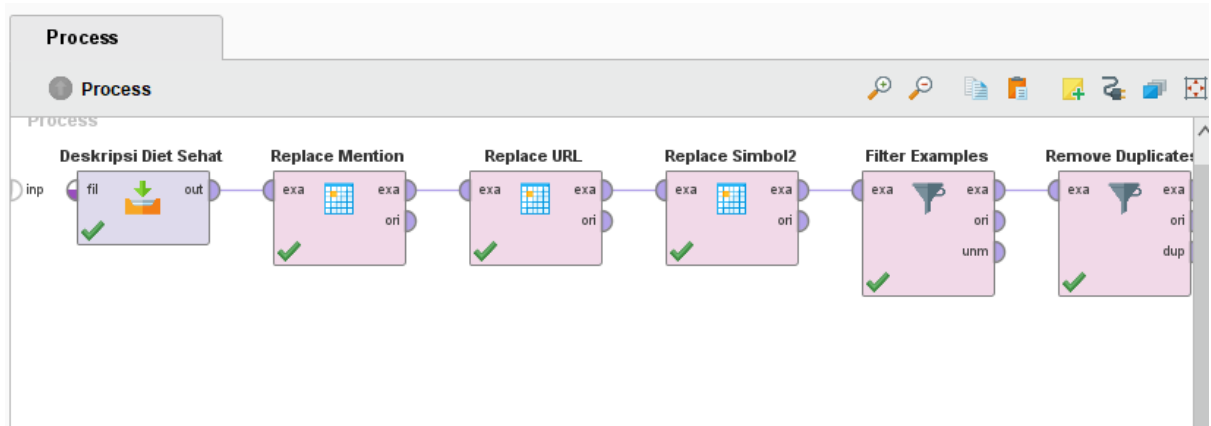 Process
Process
Process
Deskripsi Diet Sehat Replace Mention Replace URL Replace Simbol2 Filter Examples Remove Duplicates
inp fil out exa exa exa exa exa exa exa exa exa exa
ori ori ori ori ori
unm dup